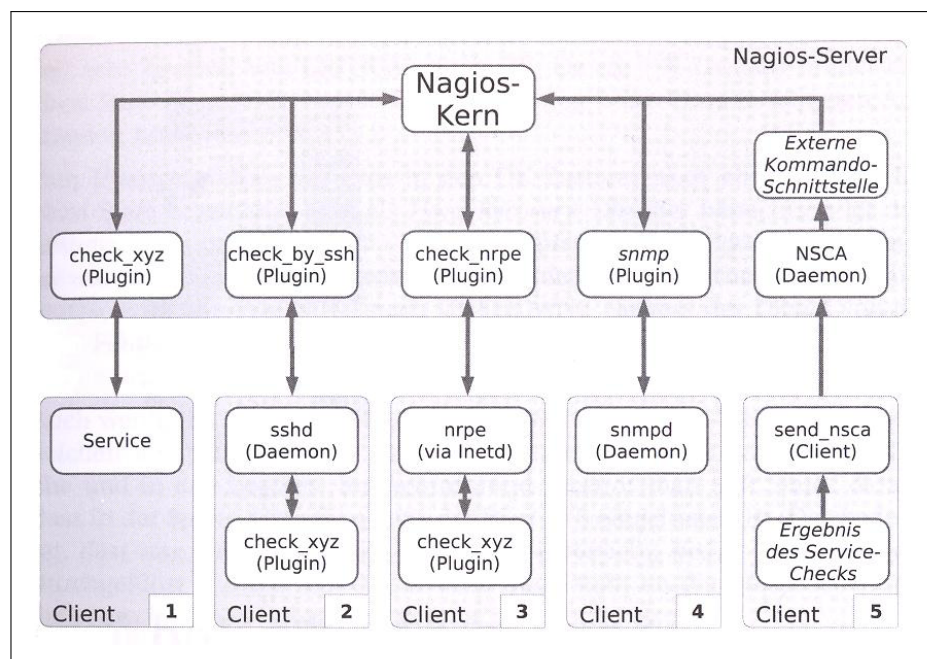 Nagios-Server
Nagios-
Kern
Externe
Kommando-
Schnittstelle
check_xyz
(Plugin)
check_by_ssh
(Plugin)
check_nrpe
(Plugin)
snmp
(Plugin)
NSCA
(Daemon)
Service
sshd
(Daemon)
nrpe
(via Inetd)
snmpd
(Daemon)
send_nsca
(Client)
check_xyz
(Plugin)
check_xyz
(Plugin)
Ergebnis
des Service-
Checks
Client 1
Client 2
Client 3
Client 4
Client 5